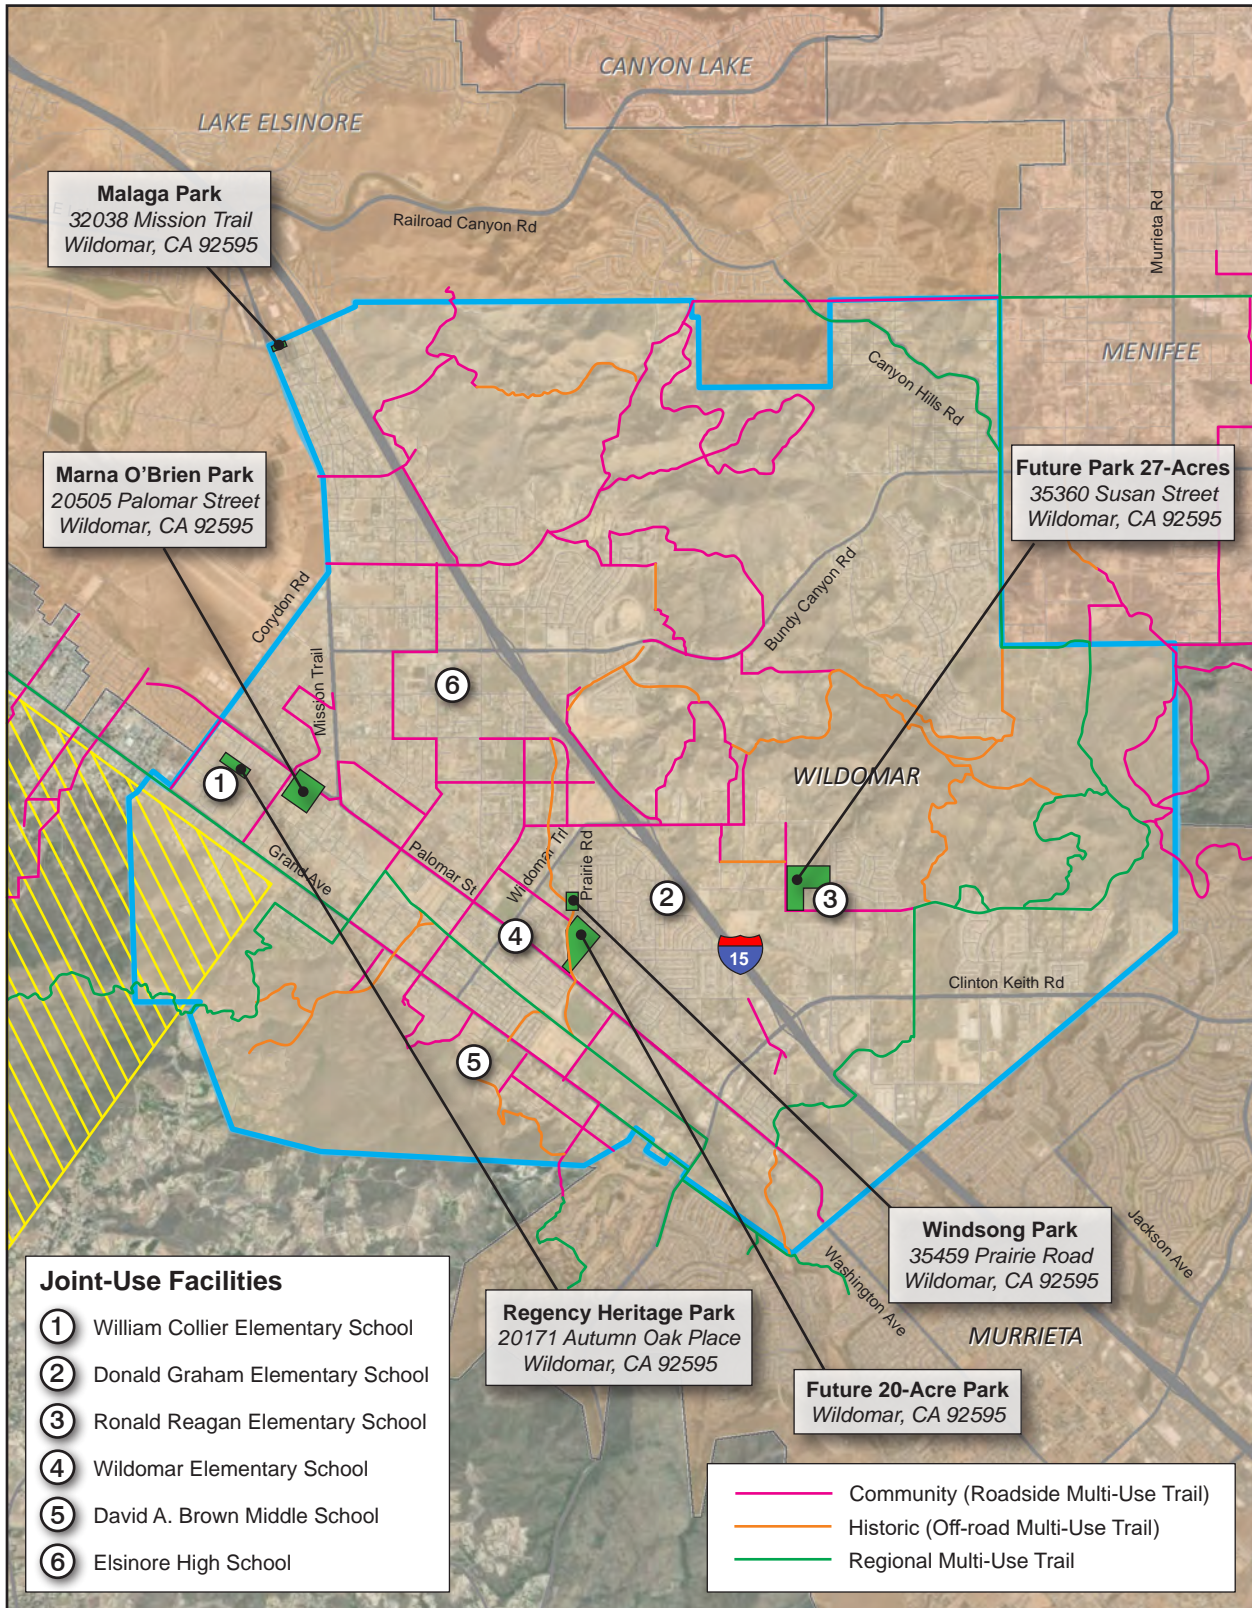 CANYON LAKE
LAKE ELSINORE
Malaga Park
32038 Mission Trail
Wildomar, CA 92595
Railroad Canyon Rd
Murrieta Rd
MENIFEE
Canyon Hills Rd
Marna O’Brien Park
20505 Palomar Street
Wildomar, CA 92595
Future Park 27-Acres
35360 Susan Street
Wildomar, CA 92595
Corydon Rd
Bundy Canyon Rd
Mission Trail
6
1
WILDOMAR
Grand Ave
Palomar St
Wildomar Trl
Prairie Rd
2
3
4
15
Clinton Keith Rd
5
Windsong Park
35459 Prairie Road
Wildomar, CA 92595
Jackson Ave
Washington Ave
MURRIETA
Regency Heritage Park
20171 Autumn Oak Place
Wildomar, CA 92595
Future 20-Acre Park
Wildomar, CA 92595
Joint-Use Facilities
1 William Collier Elementary School
2 Donald Graham Elementary School
3 Ronald Reagan Elementary School
4 Wildomar Elementary School
5 David A. Brown Middle School
6 Elsinore High School
Community (Roadside Multi-Use Trail)
Historic (Off-road Multi-Use Trail)
Regional Multi-Use Trail